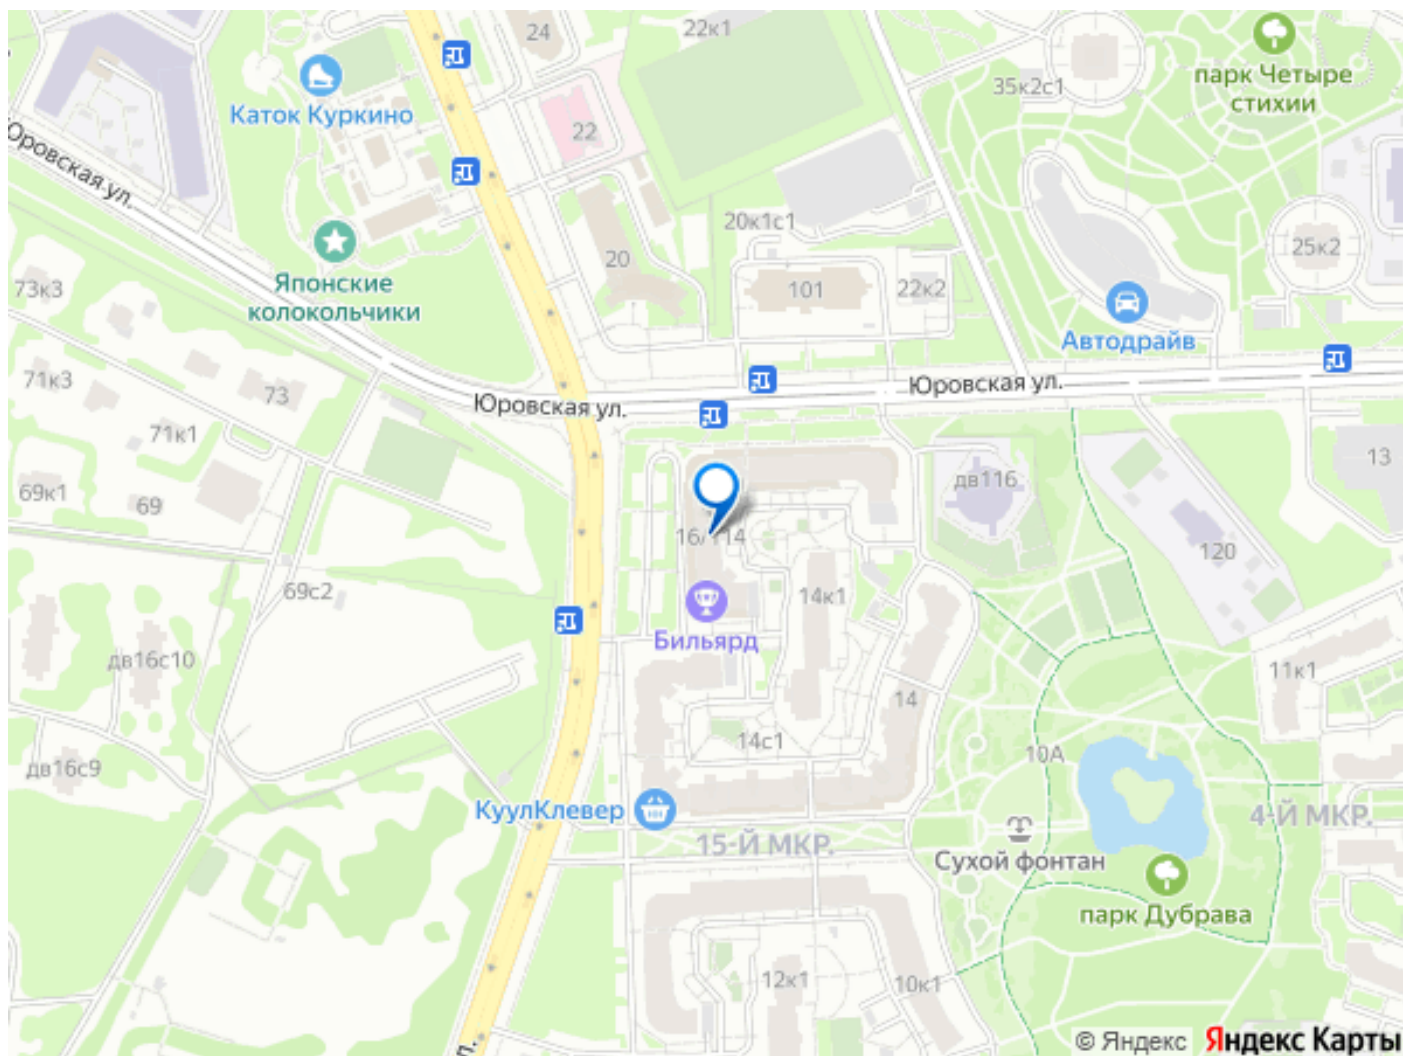 24
22к1
парк Четыре
стихии
35к2с1
Каток Куркино
22
Юровская ул.
20к1с1
25к2
20
Японские
колокольчики
73к3
101
22к2
Автодрайв
71к3
73
Юровская ул.
Юровская ул.
71к1
13
69к1
69
дв116
16/114
120
69с2
14к1
Бильярд
дв16с10
11к1
14
14с1
10А
дв16с9
КуулКлевер
4-Й МКР.
15-Й МКР.
Сухой фонтан
парк Дубрава
12к1
10к1
л.
© Яндекс Яндекс Карты